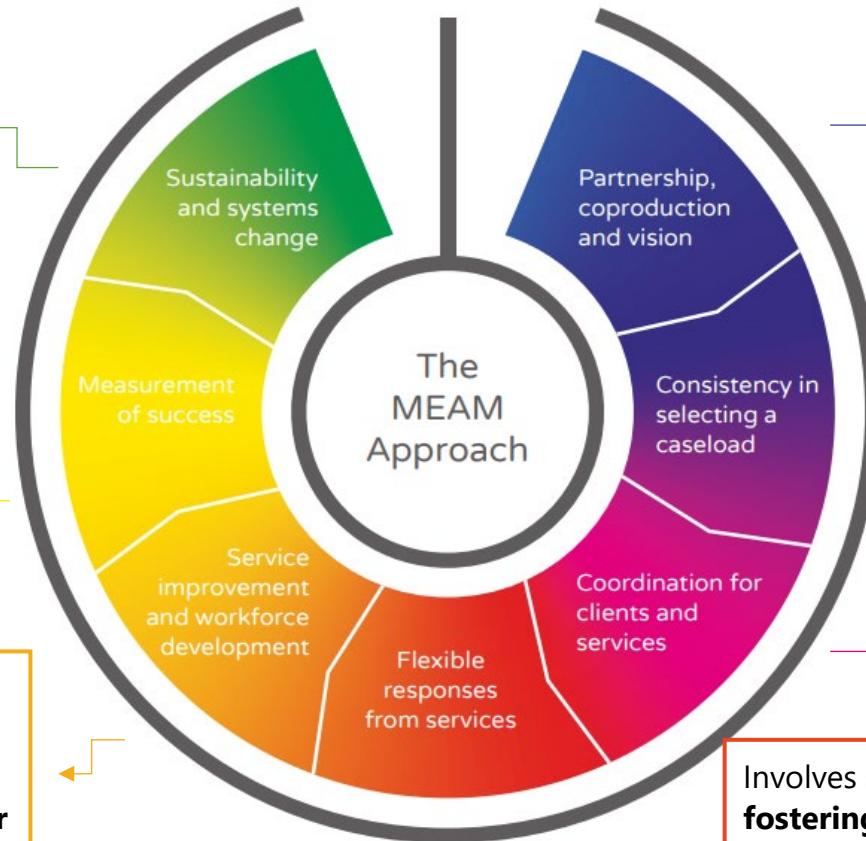 Sustainability
and systems
change
Partnership,
coproduction
and vision
Measurement
of success
The
MEAM
Approach
Consistency in
selecting a
caseload
Service
improvement
and workforce
development
Coordination for
clients and
services
Flexible
responses
from services
r
Involves
fostering